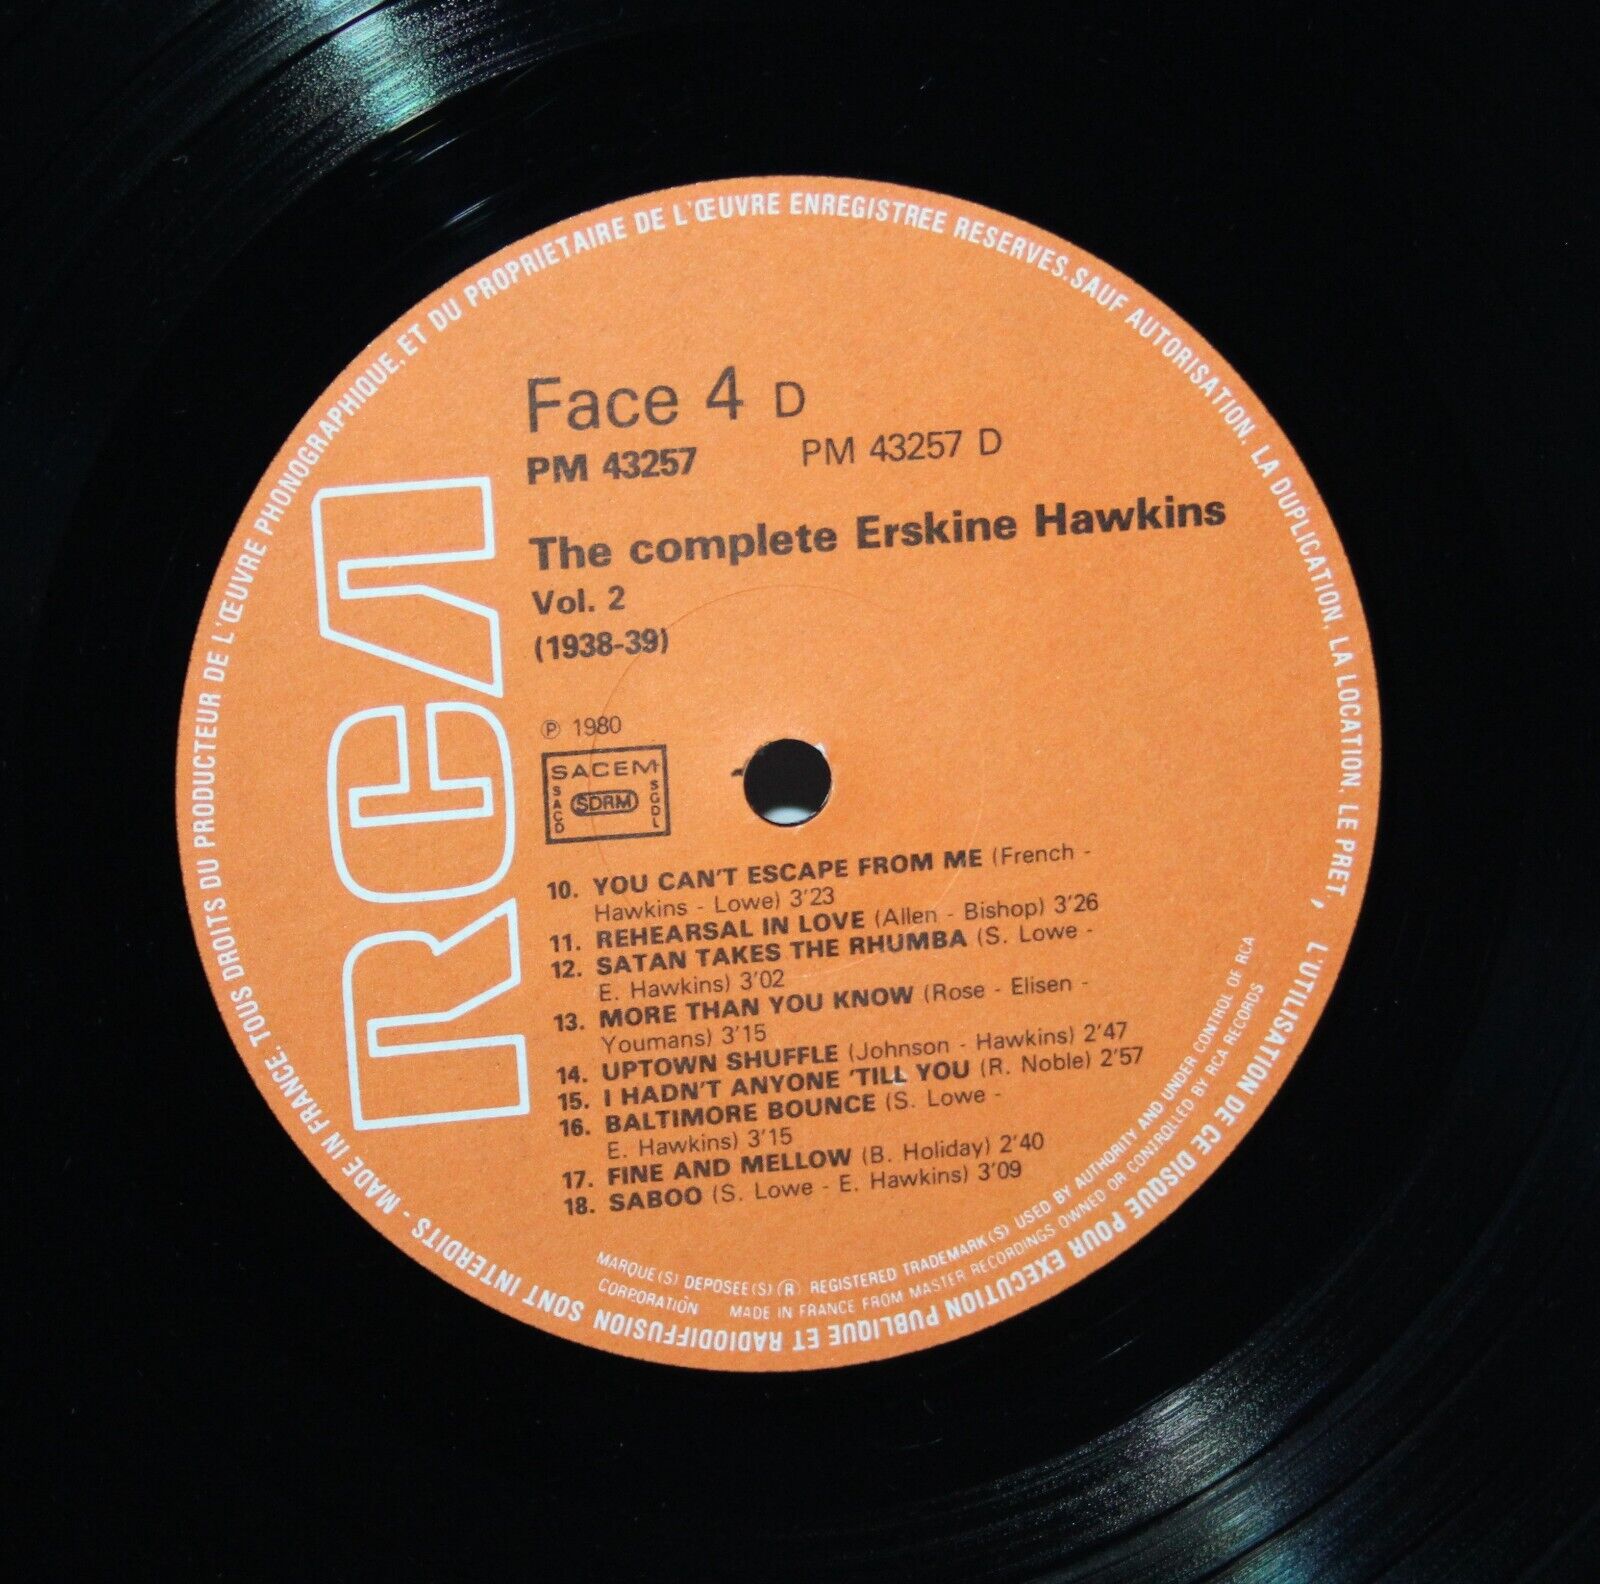 Face 4 D
PM 43257 PM 43257 D
The complete Erskine Hawkins
Vol. 2
(1938-39)
℗ 1980
SACEM
SACD SDRM SGDL
RCA
10. YOU CAN'T ESCAPE FROM ME (French -
Hawkins - Lowe) 3'23
11. REHEARSAL IN LOVE (Allen - Bishop) 3'26
12. SATAN TAKES THE RHUMBA (S. Lowe -
E. Hawkins) 3'02
13. MORE THAN YOU KNOW (Rose - Elisen -
Youmans) 3'15
14. UPTOWN SHUFFLE (Johnson - Hawkins) 2'47
15. I HADN'T ANYONE 'TILL YOU (R. Noble) 2'57
16. BALTIMORE BOUNCE (S. Lowe -
E. Hawkins) 3'15
17. FINE AND MELLOW (B. Holiday) 2'40
18. SABOO (S. Lowe - E. Hawkins) 3'09
MARQUE(S) DEPOSEE(S) ® REGISTERED TRADEMARK(S) USED BY AUTHORITY AND UNDER CONTROL OF RCA
CORPORATION MADE IN FRANCE FROM MASTER RECORDINGS OWNED OR CONTROLLED BY RCA RECORDS
TOUS DROITS DU PRODUCTEUR DE L'ŒUVRE PHONOGRAPHIQUE, ET DU PROPRIETAIRE DE L'ŒUVRE ENREGISTREE RESERVES. SAUF AUTORISATION, LA DUPLICATION, LA LOCATION, LE PRET, L'UTILISATION DE CE DISQUE POUR EXECUTION PUBLIQUE ET RADIODIFFUSION SONT INTERDITS - MADE IN FRANCE.